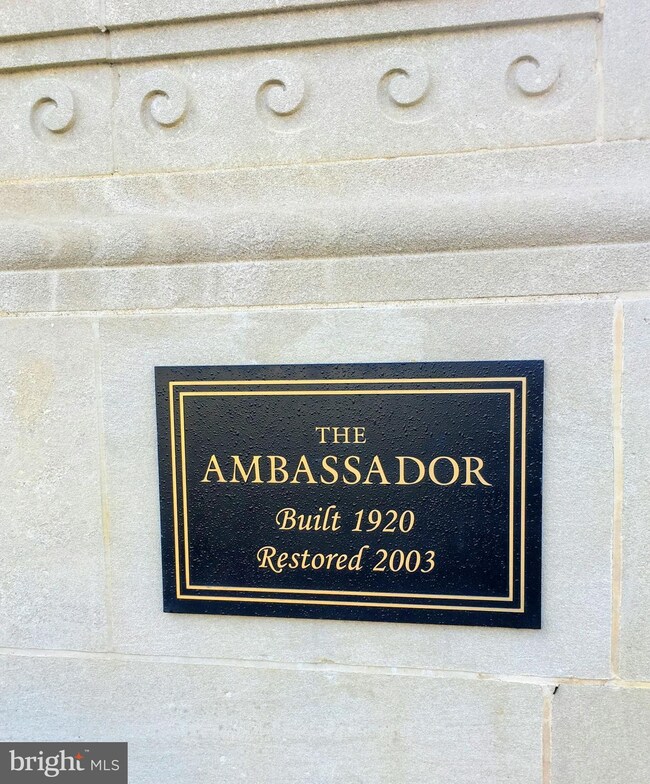 THE
AMBASSADOR
Built 1920
Restored 2003
bright MLS